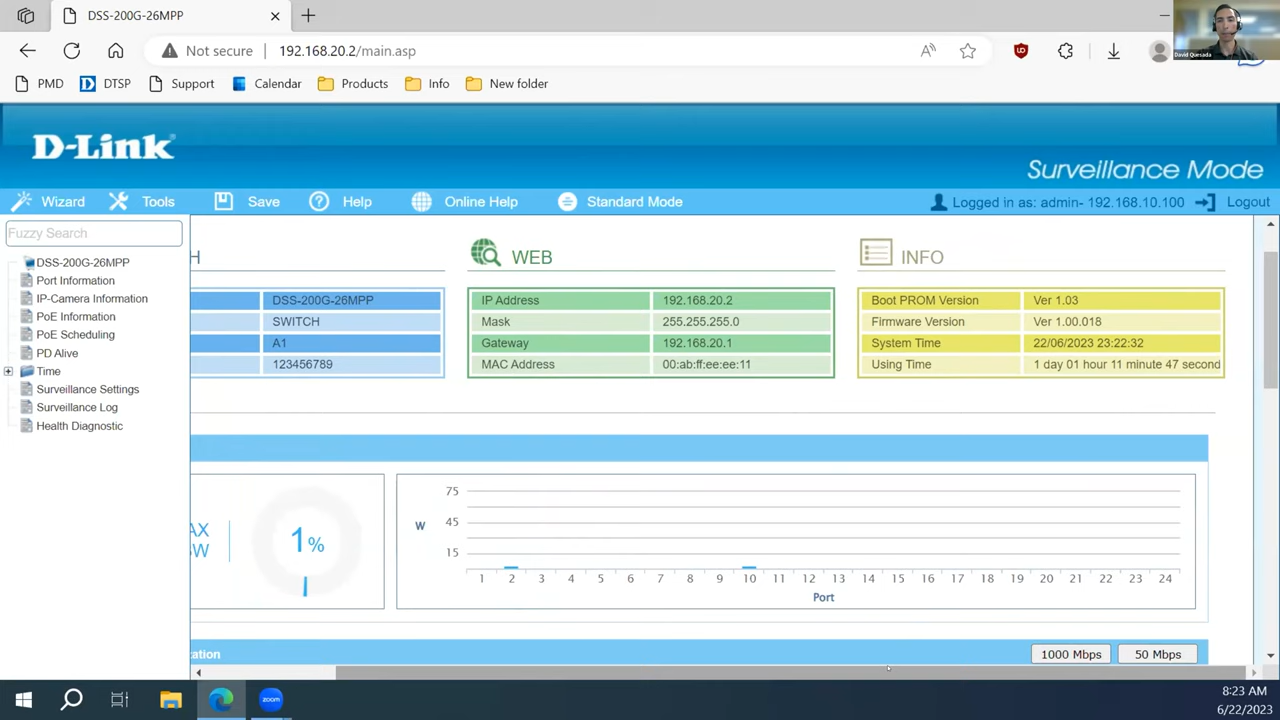 DSS-200G-26MPP
Not secure 192.168.20.2/main.asp
David Quesada
PMD DTSP Support Calendar Products Info New folder
D-Link
Surveillance Mode
Wizard Tools Save Help Online Help Standard Mode Logged in as: admin- 192.168.10.100 Logout
Fuzzy Search
DSS-200G-26MPP
Port Information
IP-Camera Information
PoE Information
PoE Scheduling
PD Alive
Time
Surveillance Settings
Surveillance Log
Health Diagnostic
H WEB INFO
DSS-200G-26MPP
SWITCH
A1
123456789
IP Address 192.168.20.2
Mask 255.255.255.0
Gateway 192.168.20.1
MAC Address 00:ab:ff:ee:ee:11
Boot PROM Version Ver 1.03
Firmware Version Ver 1.00.018
System Time 22/06/2023 23:22:32
Using Time 1 day 01 hour 11 minute 47 second
AX
W
1%
75
W 45
15
1 2 3 4 5 6 7 8 9 10 11 12 13 14 15 16 17 18 19 20 21 22 23 24
Port
ation 1000 Mbps 50 Mbps
zoom
8:23 AM
6/22/2023